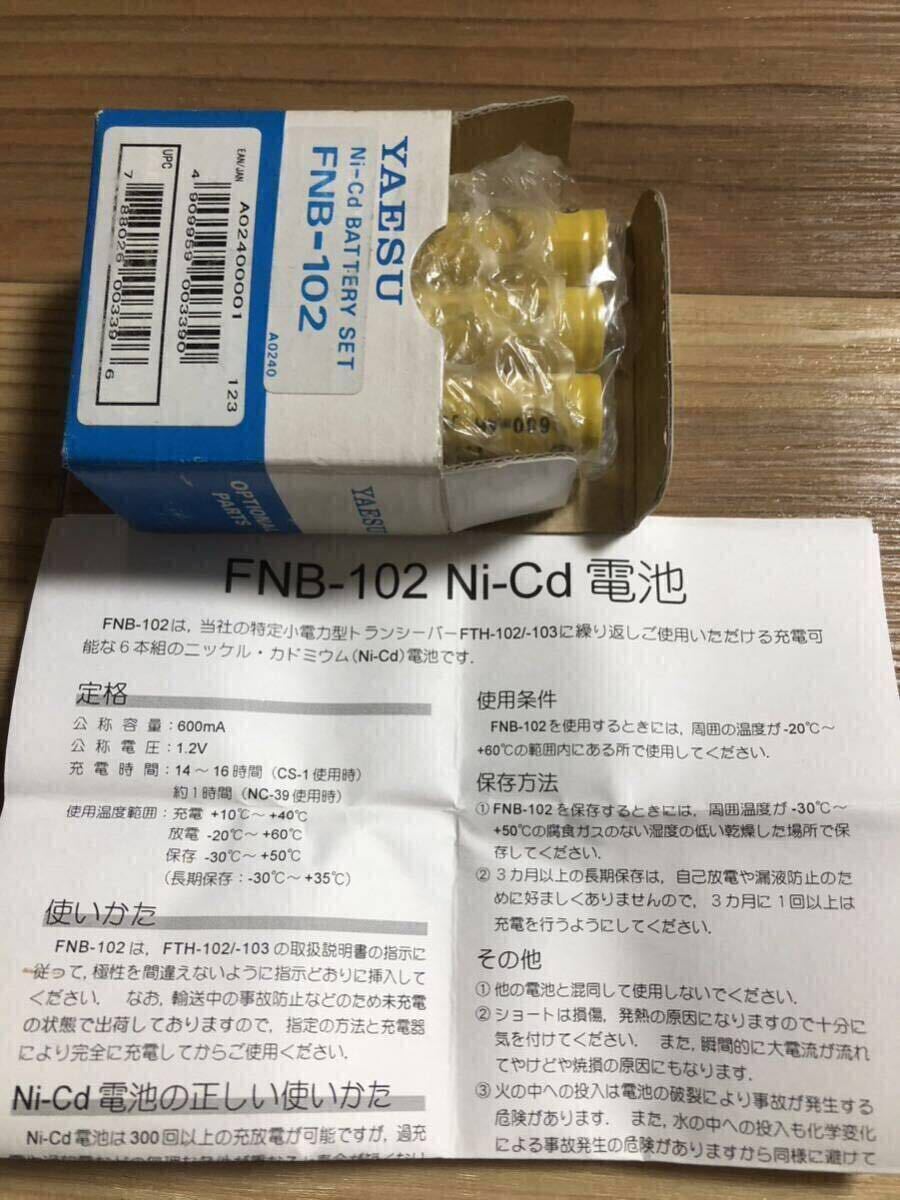 YAESU
Ni-Cd BATTERY SET
FNB-102
A0240
EAN/JAN
A02400001
123
4 909959 003390
UPC
7 88026 00339 6
OPTIONAL
PARTS
YAESU
600mAH
FNB-102 Ni-Cd 電池
FNB-102は，当社の特定小電力型トランシーバーFTH-102/-103に繰り返しご使用いただける充電可
能な6本組のニッケル・カドミウム(Ni-Cd)電池です．
定格
公称容量：600mA
公称電圧：1.2V
充電時間：14～16時間（CS-1使用時）
約1時間（NC-39使用時）
使用温度範囲：充電 +10℃～+40℃
放電 -20℃～+60℃
保存 -30℃～+50℃
（長期保存：-30℃～+35℃）
使いかた
FNB-102は，FTH-102/-103の取扱説明書の指示に
従って，極性を間違えないように指示どおりに挿入して
ください．なお，輸送中の事故防止などのため未充電
の状態で出荷しておりますので，指定の方法と充電器
により完全に充電してからご使用ください．
Ni-Cd電池の正しい使いかた
Ni-Cd電池は300回以上の充放電が可能ですが，過充
使用条件
FNB-102を使用するときには，周囲の温度が-20℃～
+60℃の範囲内にある所で使用してください．
保存方法
①FNB-102を保存するときには，周囲温度が-30℃～
+50℃の腐食ガスのない湿度の低い乾燥した場所で保
存してください．
②3カ月以上の長期保存は，自己放電や漏液防止のた
めに好ましくありませんので，3カ月に1回以上は
充電を行うようにしてください．
その他
①他の電池と混同して使用しないでください．
②ショートは損傷，発熱の原因になりますので十分に
気を付けてください．また，瞬間的に大電流が流れ
てやけどや焼損の原因にもなります．
③火の中への投入は電池の破裂により事故が発生する
危険があります．また，水の中への投入も化学変化
による事故発生の危険がありますから同様に避けて